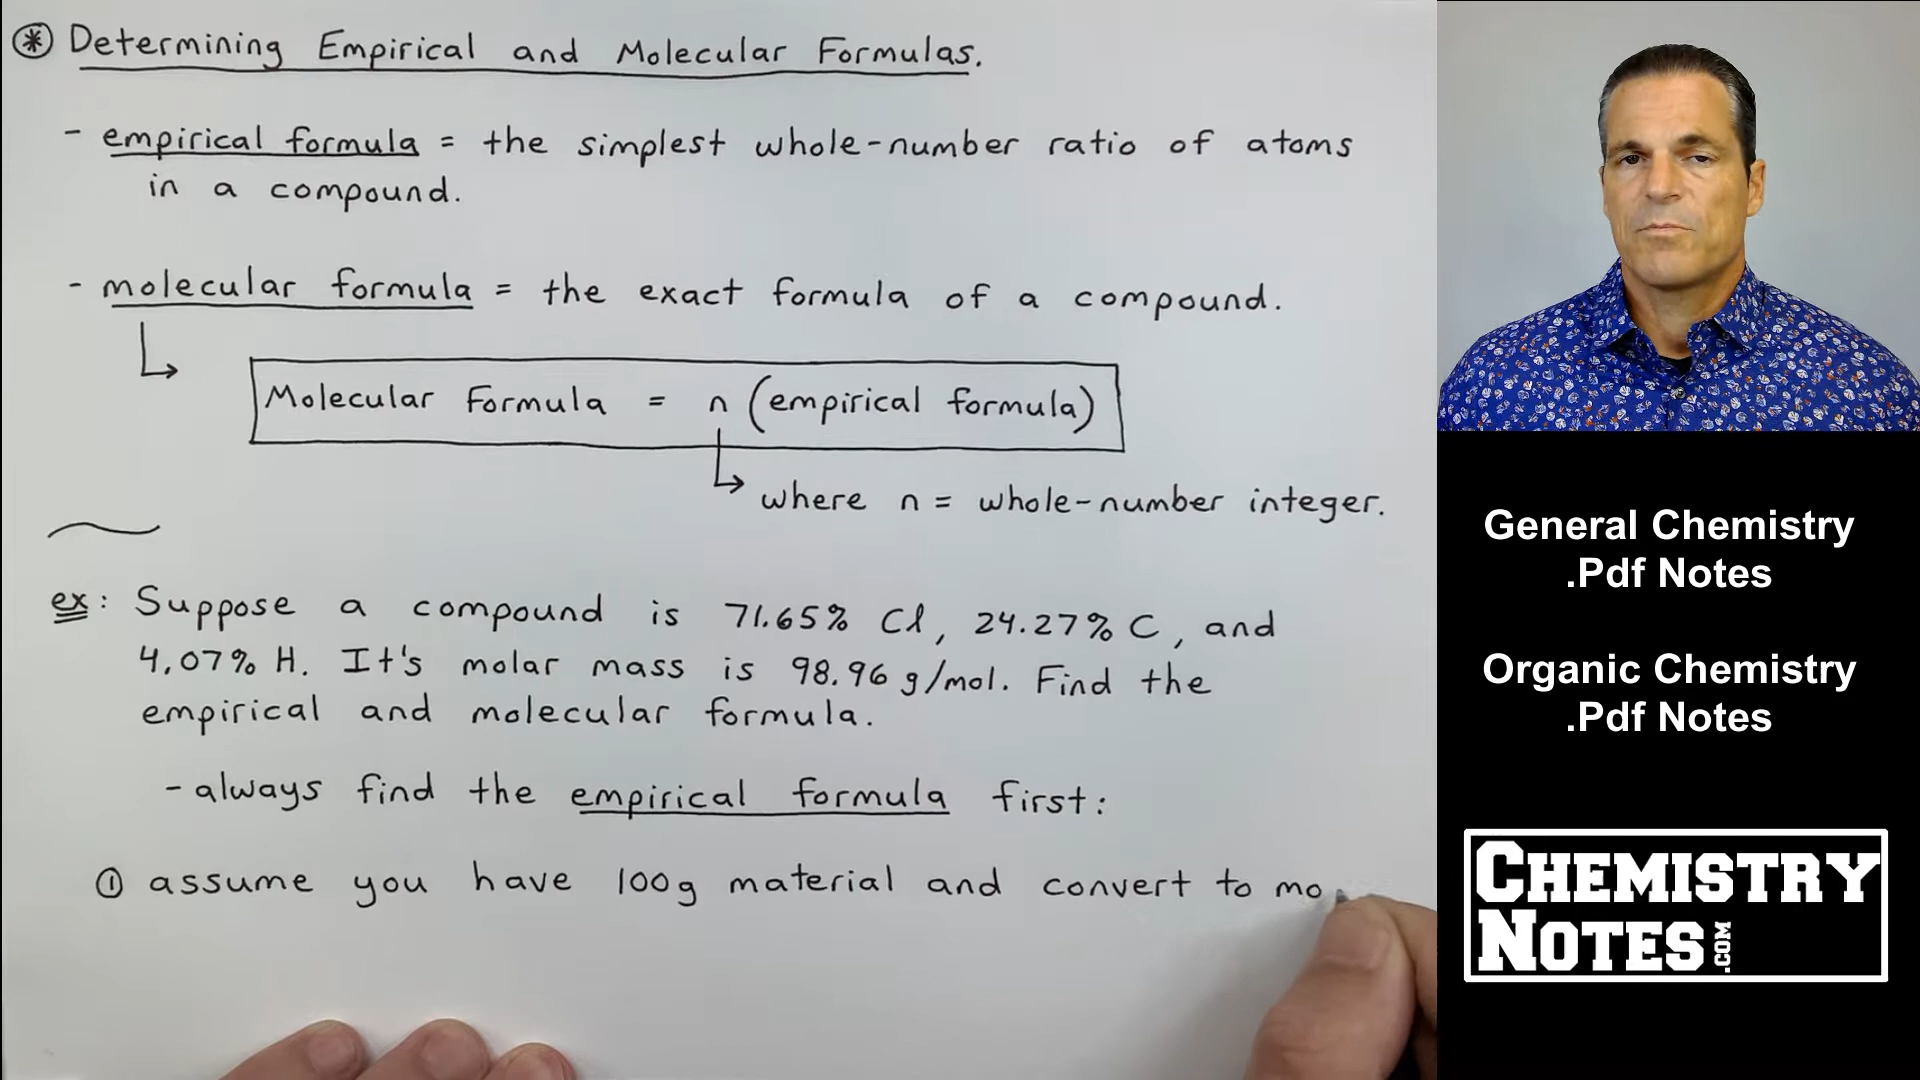 * Determining Empirical and Molecular Formulas.
- empirical formula = the simplest whole-number ratio of atoms
in a compound.
- molecular formula = the exact formula of a compound.
Molecular Formula = n (empirical formula)
where n = whole-number integer.
ex: Suppose a compound is 71.65% Cl, 24.27% C, and
4.07% H. It's molar mass is 98.96 g/mol. Find the
empirical and molecular formula.
- always find the empirical formula first:
① assume you have 100g material and convert to mo
General Chemistry
.Pdf Notes
Organic Chemistry
.Pdf Notes
CHEMISTRY
NOTES.COM